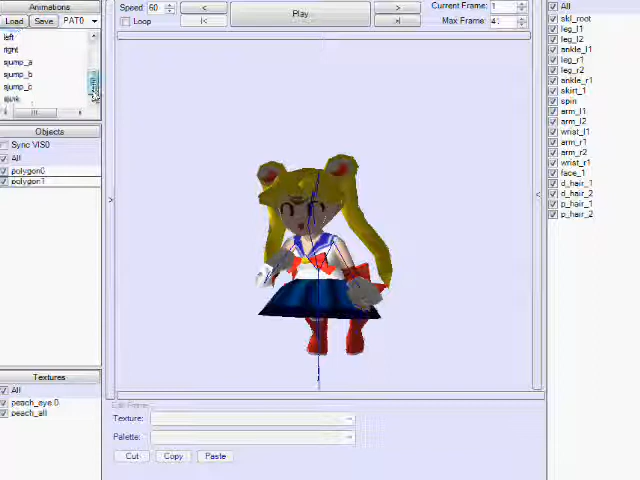 Animations
Load
Save
PAT0
left
right
sjump_a
sjump_b
sjump_c
Objects
Sync VIS0
All
polygon0
polygon1
Textures
All
peach_eye.0
peach_all
Speed
60
<
Loop
|<
Play
>
>|
Current Frame:
1
Max Frame:
41
<
>
Texture:
Palette:
Cut
Copy
Paste
All
skl_root
leg_l1
leg_l2
ankle_l1
leg_r1
leg_r2
ankle_r1
skirt_1
spin
arm_l1
arm_l2
wrist_l1
arm_r1
arm_r2
wrist_r1
face_1
d_hair_1
d_hair_2
p_hair_1
p_hair_2